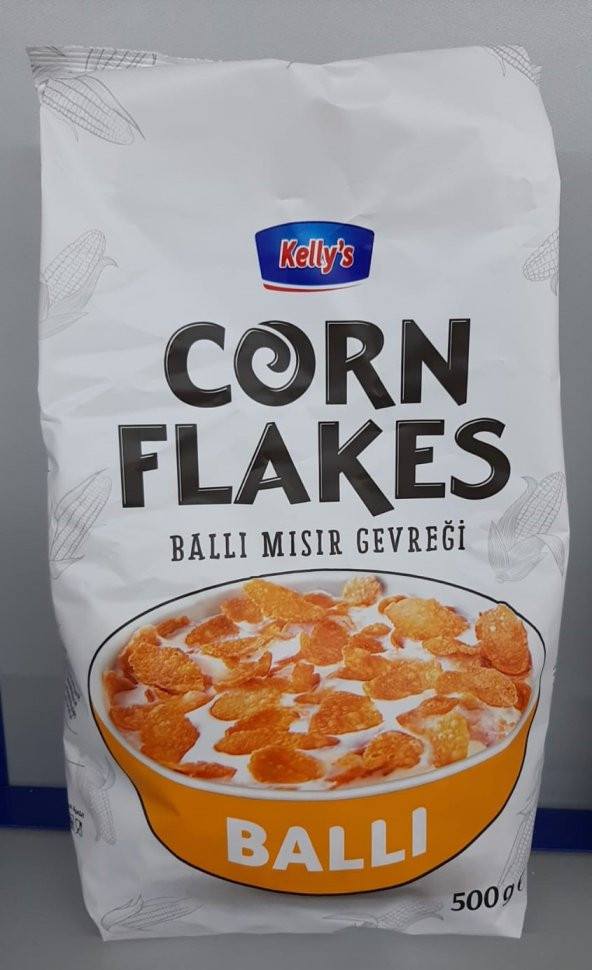 Kelly's
CORN
FLAKES
BALLI MISIR GEVREĞİ
BALLI
500 g